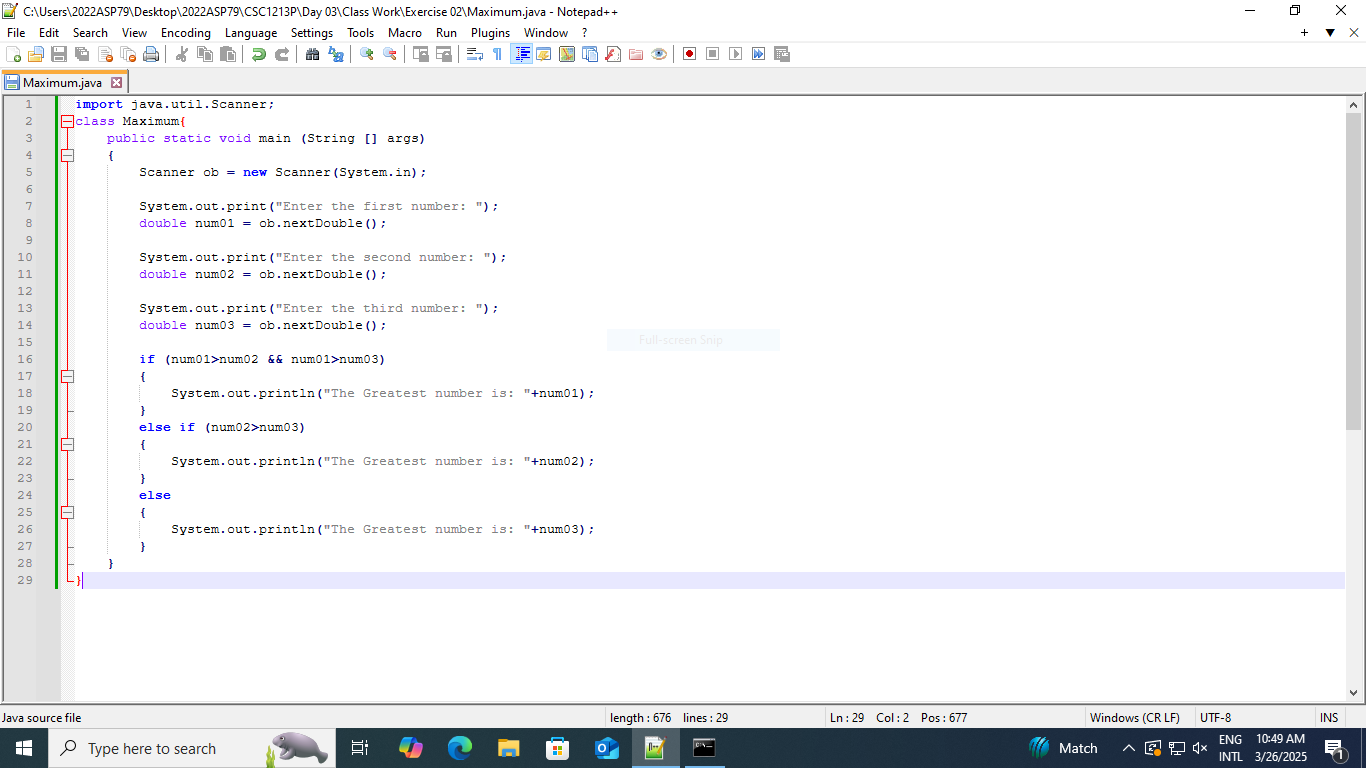 C:\Users\2022ASP79\Desktop\2022ASP79\CSC1213P\Day 03\Class Work\Exercise 02\Maximum.java - Notepad++
File Edit Search View Encoding Language Settings Tools Macro Run Plugins Window ?
Maximum.java
1 import java.util.Scanner;
2 class Maximum{
3 public static void main (String [] args)
4 {
5 Scanner ob = new Scanner(System.in);
6
7 System.out.print("Enter the first number: ");
8 double num01 = ob.nextDouble();
9
10 System.out.print("Enter the second number: ");
11 double num02 = ob.nextDouble();
12
13 System.out.print("Enter the third number: ");
14 double num03 = ob.nextDouble();
15
Full-screen Snip
16 if (num01>num02 && num01>num03)
17 {
18 System.out.println("The Greatest number is: "+num01);
19 }
20 else if (num02>num03)
21 {
22 System.out.println("The Greatest number is: "+num02);
23 }
24 else
25 {
26 System.out.println("The Greatest number is: "+num03);
27 }
28 }
29 }
Java source file length : 676 lines : 29 Ln : 29 Col : 2 Pos : 677 Windows (CR LF) UTF-8 INS
Type here to search Match ENG 10:49 AM
INTL 3/26/2025 1